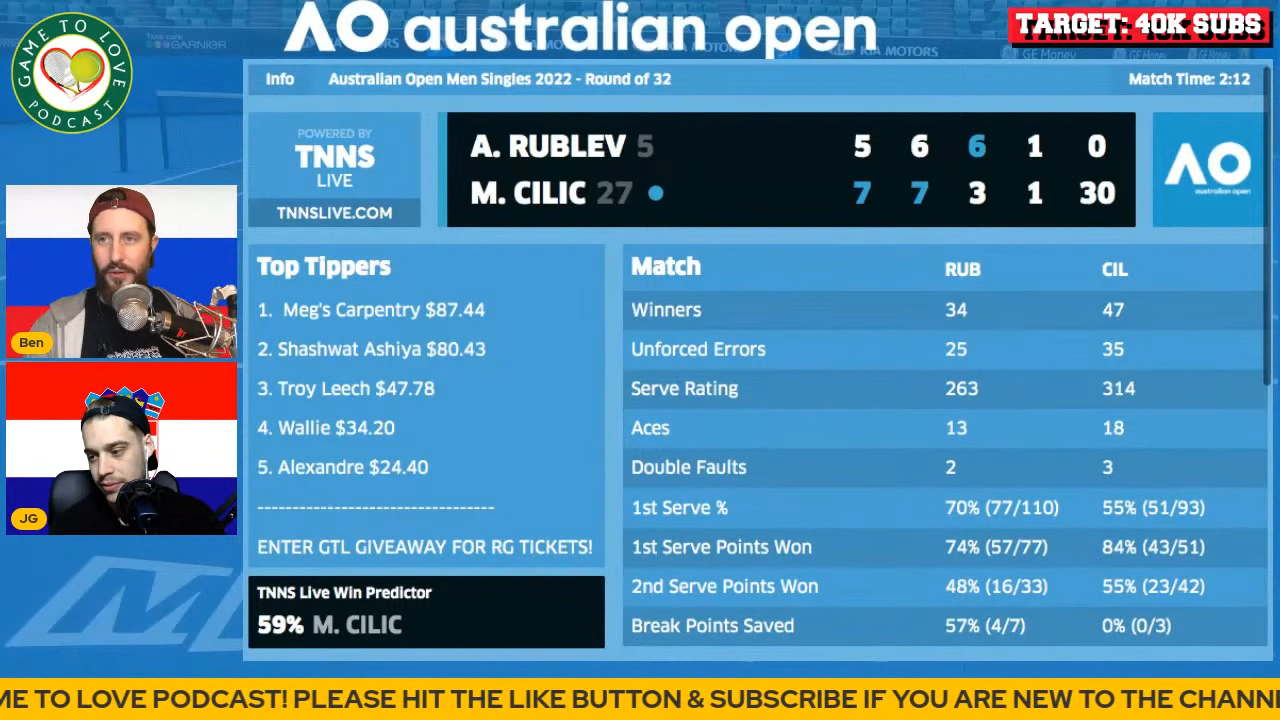 GAME TO LOVE
PODCAST
AO australian open
TARGET: 40K SUBS
KIA MOTORS
GE Money
Info Australian Open Men Singles 2022 - Round of 32 Match Time: 2:12
POWERED BY
TNNS
LIVE
TNNSLIVE.COM
A. RUBLEV 5 5 6 6 1 0
M. CILIC 27 7 7 3 1 30
AO
australian open
Ben
JG
Top Tippers
1. Meg's Carpentry $87.44
2. Shashwat Ashiya $80.43
3. Troy Leech $47.78
4. Wallie $34.20
5. Alexandre $24.40
----------------------------------
ENTER GTL GIVEAWAY FOR RG TICKETS!
TNNS Live Win Predictor
59% M. CILIC
Match RUB CIL
Winners 34 47
Unforced Errors 25 35
Serve Rating 263 314
Aces 13 18
Double Faults 2 3
1st Serve % 70% (77/110) 55% (51/93)
1st Serve Points Won 74% (57/77) 84% (43/51)
2nd Serve Points Won 48% (16/33) 55% (23/42)
Break Points Saved 57% (4/7) 0% (0/3)
ME TO LOVE PODCAST! PLEASE HIT THE LIKE BUTTON & SUBSCRIBE IF YOU ARE NEW TO THE CHANN